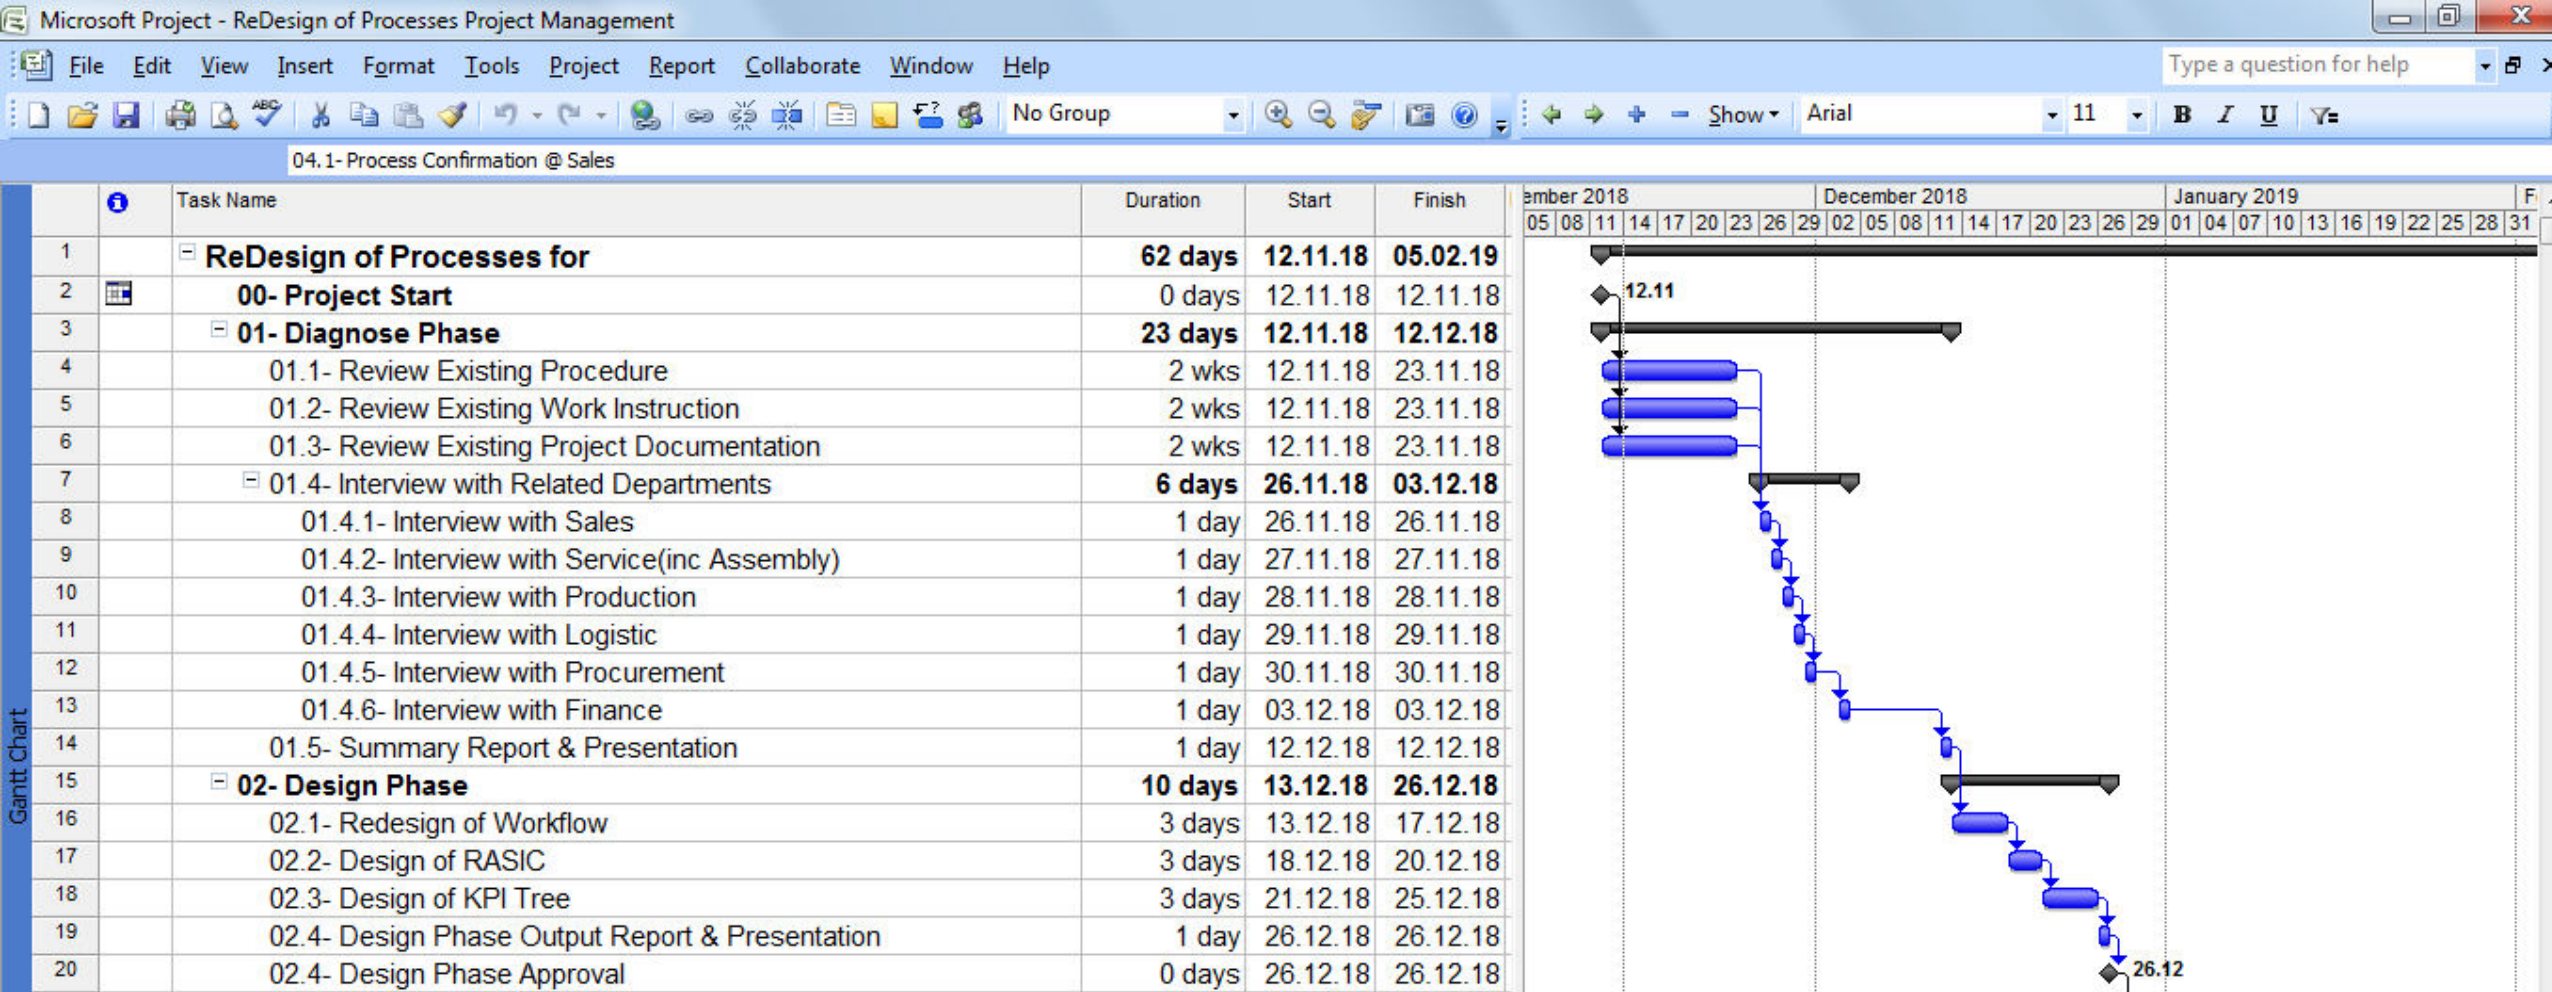 Microsoft Project - ReDesign of Processes Project Management
File Edit View Insert Format Tools Project Report Collaborate Window Help Type a question for help
ABC No Group Show Arial 11 B I U
04.1- Process Confirmation @ Sales
Task Name Duration Start Finish ember 2018 December 2018 January 2019 F
05 08 11 14 17 20 23 26 29 02 05 08 11 14 17 20 23 26 29 01 04 07 10 13 16 19 22 25 28 31
1 ReDesign of Processes for 62 days 12.11.18 05.02.19
2 00- Project Start 0 days 12.11.18 12.11.18 12.11
3 01- Diagnose Phase 23 days 12.11.18 12.12.18
4 01.1- Review Existing Procedure 2 wks 12.11.18 23.11.18
5 01.2- Review Existing Work Instruction 2 wks 12.11.18 23.11.18
6 01.3- Review Existing Project Documentation 2 wks 12.11.18 23.11.18
7 01.4- Interview with Related Departments 6 days 26.11.18 03.12.18
8 01.4.1- Interview with Sales 1 day 26.11.18 26.11.18
9 01.4.2- Interview with Service(inc Assembly) 1 day 27.11.18 27.11.18
10 01.4.3- Interview with Production 1 day 28.11.18 28.11.18
11 01.4.4- Interview with Logistic 1 day 29.11.18 29.11.18
12 01.4.5- Interview with Procurement 1 day 30.11.18 30.11.18
13 01.4.6- Interview with Finance 1 day 03.12.18 03.12.18
14 01.5- Summary Report & Presentation 1 day 12.12.18 12.12.18
15 02- Design Phase 10 days 13.12.18 26.12.18
16 02.1- Redesign of Workflow 3 days 13.12.18 17.12.18
17 02.2- Design of RASIC 3 days 18.12.18 20.12.18
18 02.3- Design of KPI Tree 3 days 21.12.18 25.12.18
19 02.4- Design Phase Output Report & Presentation 1 day 26.12.18 26.12.18
20 02.4- Design Phase Approval 0 days 26.12.18 26.12.18 26.12
Gantt Chart